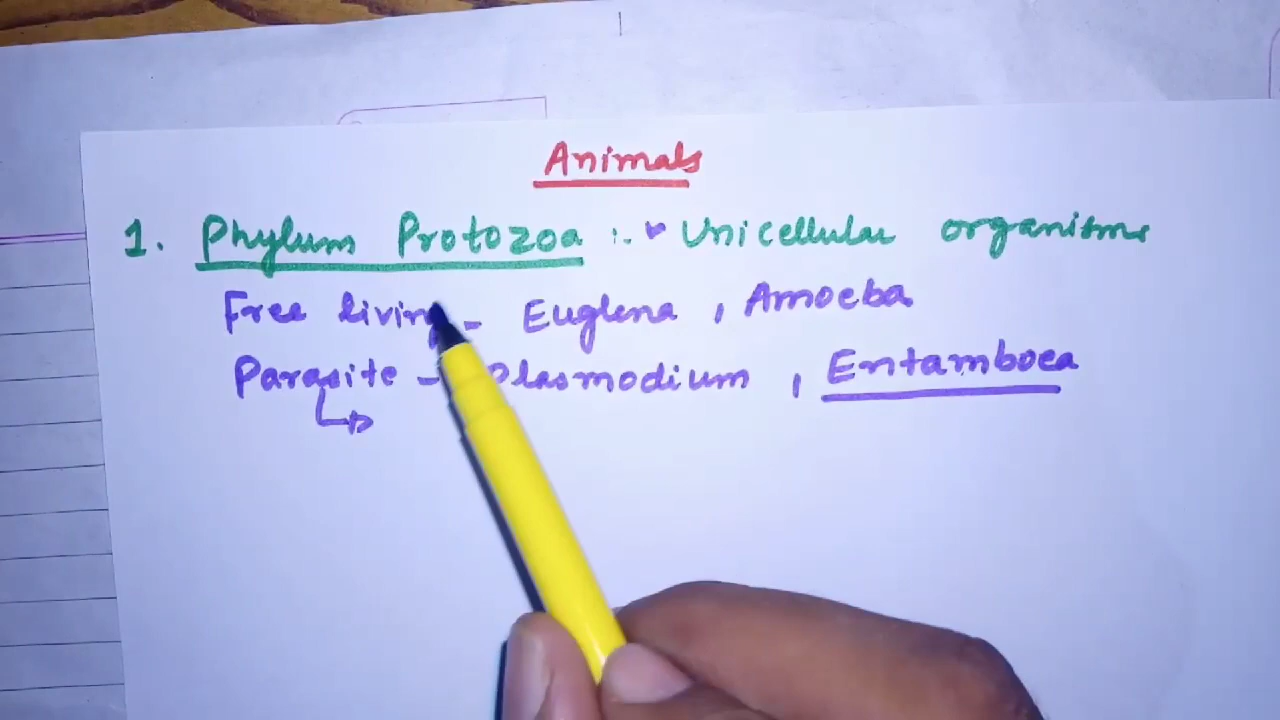 Animals
1. Phylum Protozoa :- Unicellular organisms
Free living - Euglena , Amoeba
Parasite - Plasmodium , Entamboea